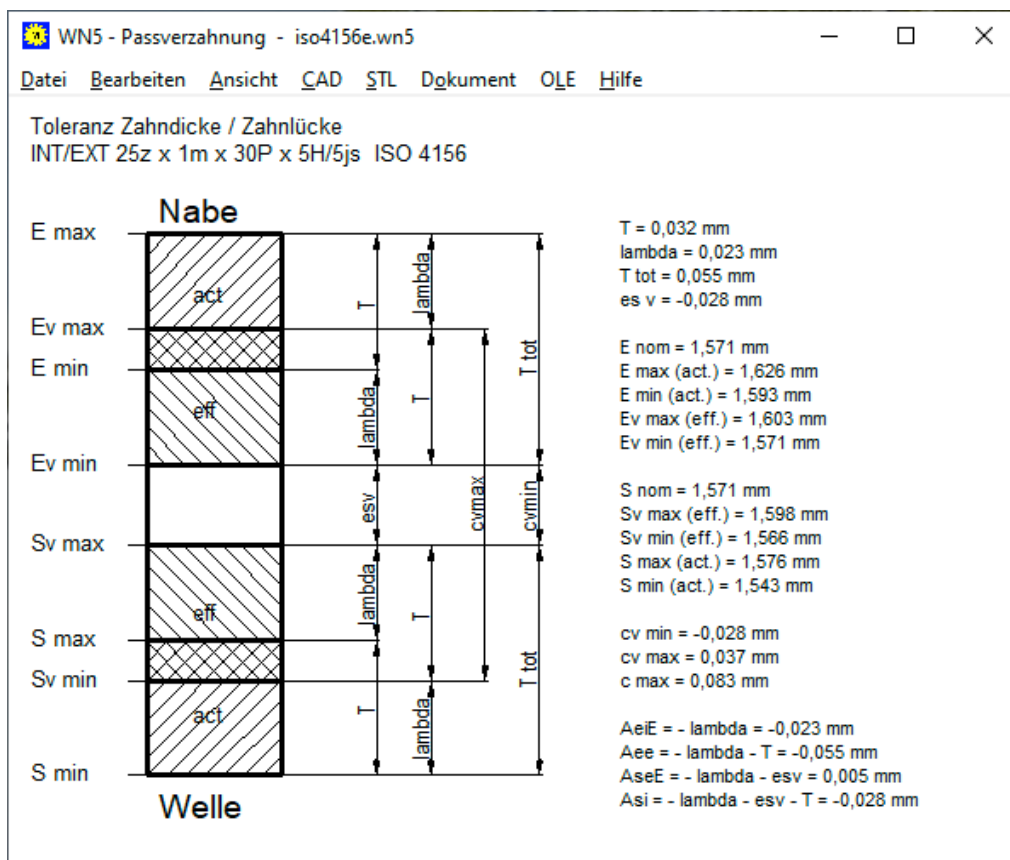 WN5 - Passverzahnung - iso4156e.wn5
Datei Bearbeiten Ansicht CAD STL Dokument OLE Hilfe
Toleranz Zahndicke / Zahnlücke
INT/EXT 25z x 1m x 30P x 5H/5js ISO 4156
Nabe
E max
Ev max
E min
Ev min
Sv max
S max
Sv min
S min
Welle
act
eff
eff
act
T
lambda
esv
lambda
T
lambda
T
T
lambda
cvmax
T tot
cvmin
T tot
T = 0,032 mm
lambda = 0,023 mm
T tot = 0,055 mm
es v = -0,028 mm
E nom = 1,571 mm
E max (act.) = 1,626 mm
E min (act.) = 1,593 mm
Ev max (eff.) = 1,603 mm
Ev min (eff.) = 1,571 mm
S nom = 1,571 mm
Sv max (eff.) = 1,598 mm
Sv min (eff.) = 1,566 mm
S max (act.) = 1,576 mm
S min (act.) = 1,543 mm
cv min = -0,028 mm
cv max = 0,037 mm
c max = 0,083 mm
AeiE = - lambda = -0,023 mm
Aee = - lambda - T = -0,055 mm
AseE = - lambda - esv = 0,005 mm
Asi = - lambda - esv - T = -0,028 mm